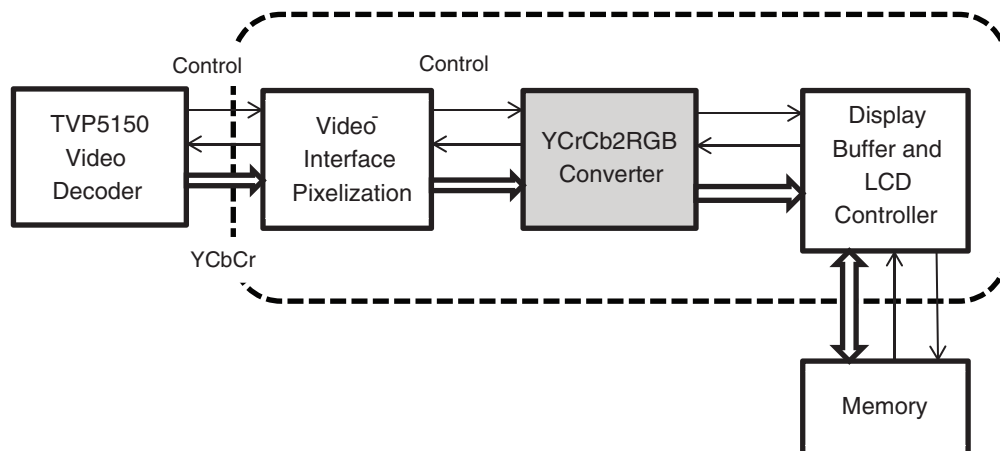 Control
Control
TVP5150
Video
Decoder
Video
Interface
Pixelization
YCrCb2RGB
Converter
Display
Buffer and
LCD
Controller
YCbCr
Memory